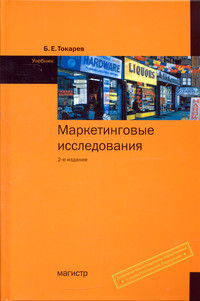 Б. Е. Токарев
Учебник
HARDWARE
LIQUORS
Маркетинговые
исследования
2-е издание
магистр